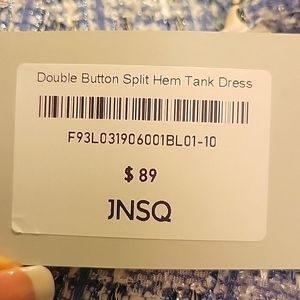 Double Button Split Hem Tank Dress
F93L031906001BL01-10
$ 89
JNSQ